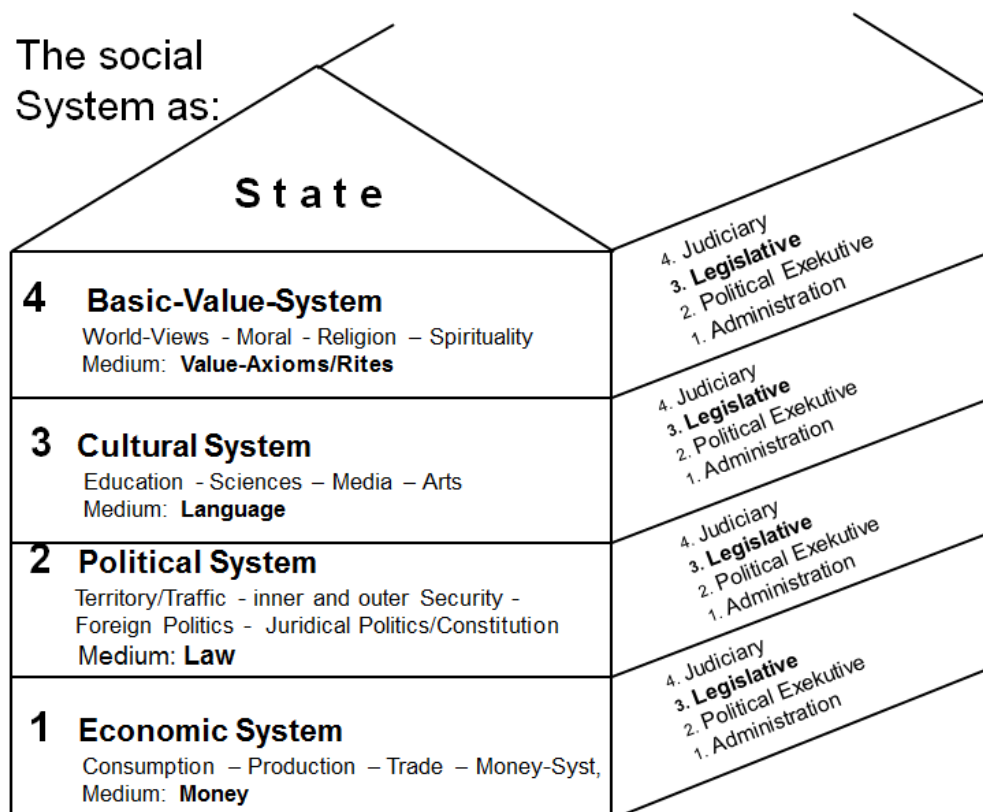 The social
System as:
State
4 Basic-Value-System
World-Views - Moral - Religion – Spirituality
Medium: Value-Axioms/Rites
4. Judiciary
3. Legislative
2. Political Exekutive
1. Administration
3 Cultural System
Education - Sciences – Media – Arts
Medium: Language
4. Judiciary
3. Legislative
2. Political Exekutive
1. Administration
2 Political System
Territory/Traffic - inner and outer Security -
Foreign Politics - Juridical Politics/Constitution
Medium: Law
4. Judiciary
3. Legislative
2. Political Exekutive
1. Administration
1 Economic System
Consumption – Production – Trade – Money-Syst,
Medium: Money
4. Judiciary
3. Legislative
2. Political Exekutive
1. Administration